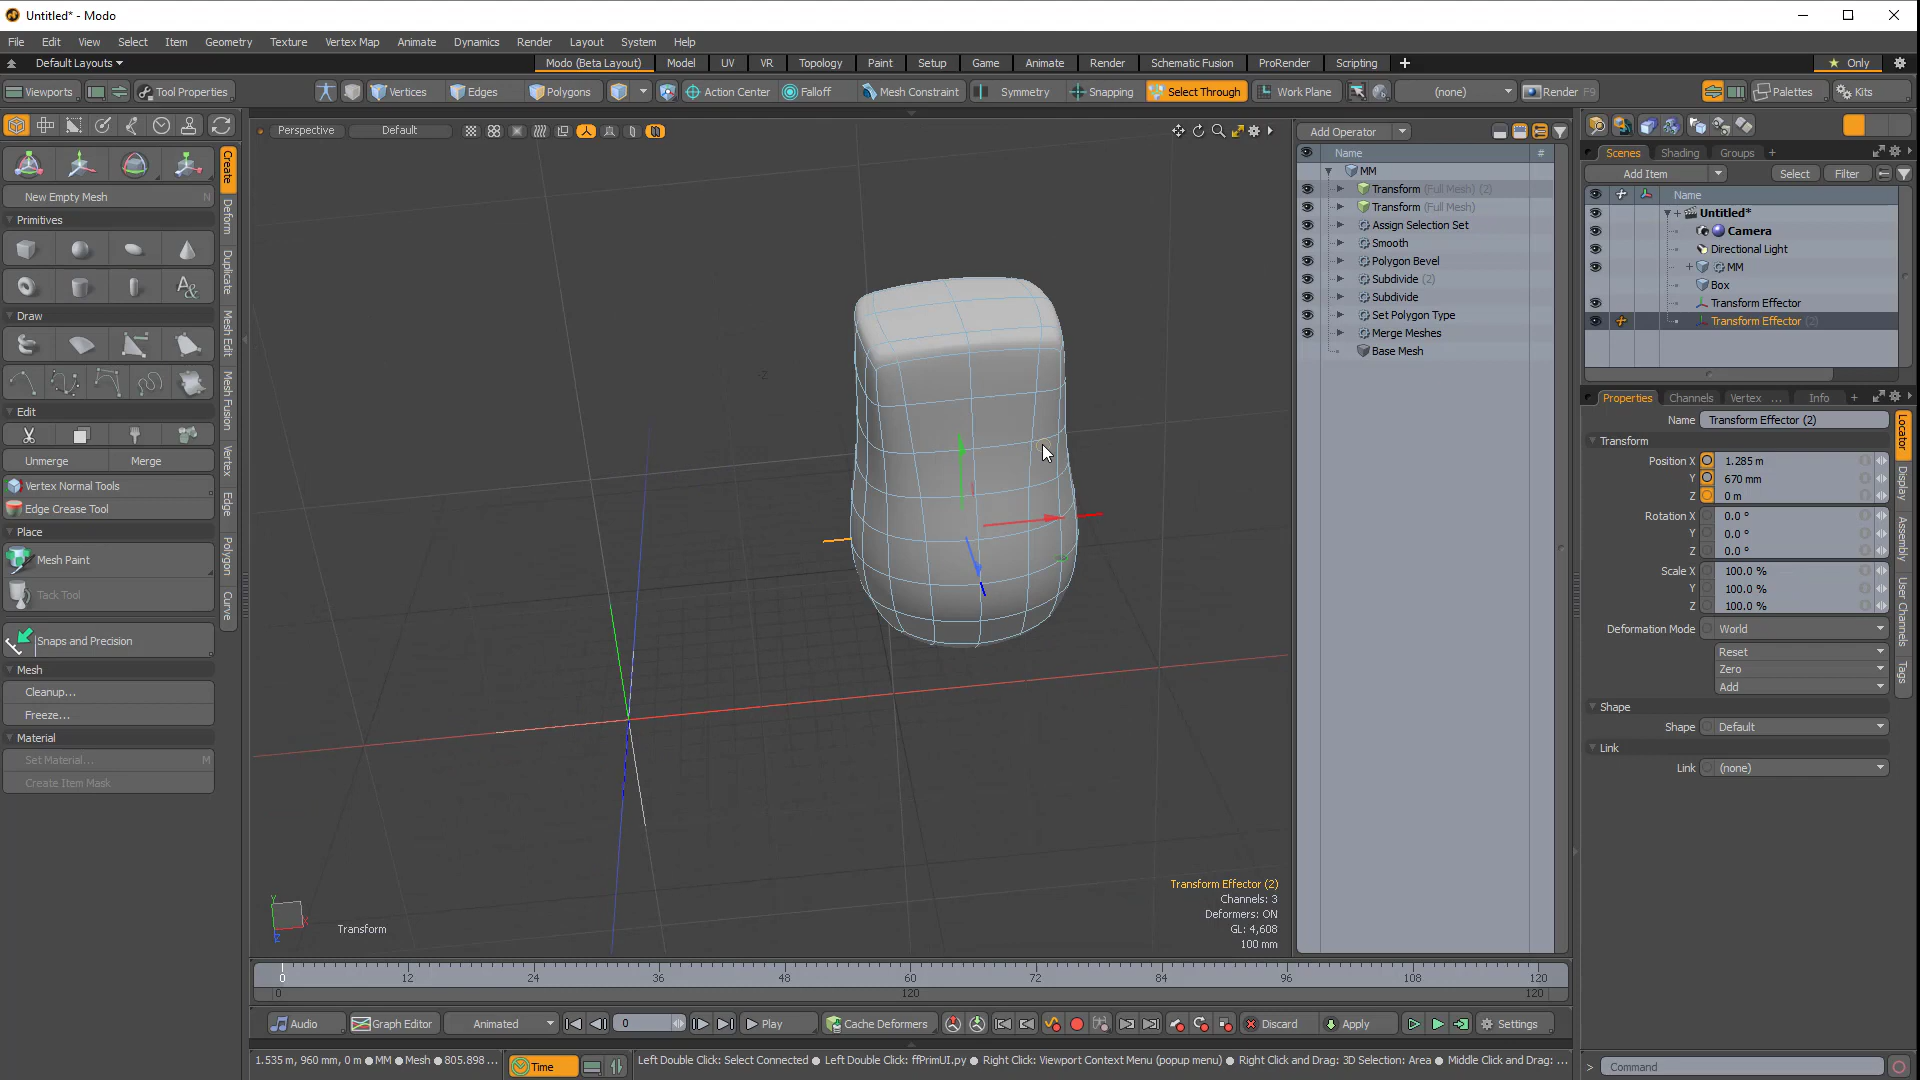 Untitled* - Modo
File Edit View Select Item Geometry Texture Vertex Map Animate Dynamics Render Layout System Help
Default Layouts Modo (Beta Layout) Model UV VR Topology Paint Setup Game Animate Render Schematic Fusion ProRender Scripting + Only
Viewports Tool Properties Vertices Edges Polygons Action Center Falloff Mesh Constraint Symmetry Snapping Select Through Work Plane (none) Render F9 Palettes Kits
Perspective Default
Create
Deform
Duplicate
Mesh Edit
Mesh Fusion
Vertex
Edge
Polygon
Curve
New Empty Mesh N
Primitives
Draw
Edit
Unmerge Merge
Vertex Normal Tools
Edge Crease Tool
Place
Mesh Paint
Tack Tool
Snaps and Precision
Mesh
Cleanup...
Freeze...
Material
Set Material... M
Create Item Mask
-Z
Y
X
Z
Transform
Transform Effector (2)
Channels: 3
Deformers: ON
GL: 4,608
100 mm
Add Operator
Name #
MM
Transform (Full Mesh) (2)
Transform (Full Mesh)
Assign Selection Set
Smooth
Polygon Bevel
Subdivide (2)
Subdivide
Set Polygon Type
Merge Meshes
Base Mesh
Scenes Shading Groups +
Add Item Select Filter
Name
Untitled*
Camera
Directional Light
MM
Box
Transform Effector
Transform Effector (2)
Properties Channels Vertex ... Info +
Name Transform Effector (2)
Transform
Position X 1.285 m
Y 670 mm
Z 0 m
Rotation X 0.0 °
Y 0.0 °
Z 0.0 °
Scale X 100.0 %
Y 100.0 %
Z 100.0 %
Deformation Mode World
Reset
Zero
Add
Shape
Shape Default
Link
Link (none)
Locator
Display
Assembly
User Channels
Tags
0 12 24 36 48 60 72 84 96 108 120
0 120 120
Audio Graph Editor Animated 0 Play Cache Deformers Discard Apply Settings
1.535 m, 960 mm, 0 m ● MM ● Mesh ● 805.898 ... Time Left Double Click: Select Connected ● Left Double Click: ffPrimUI.py ● Right Click: Viewport Context Menu (popup menu) ● Right Click and Drag: 3D Selection: Area ● Middle Click and Drag: ... > Command